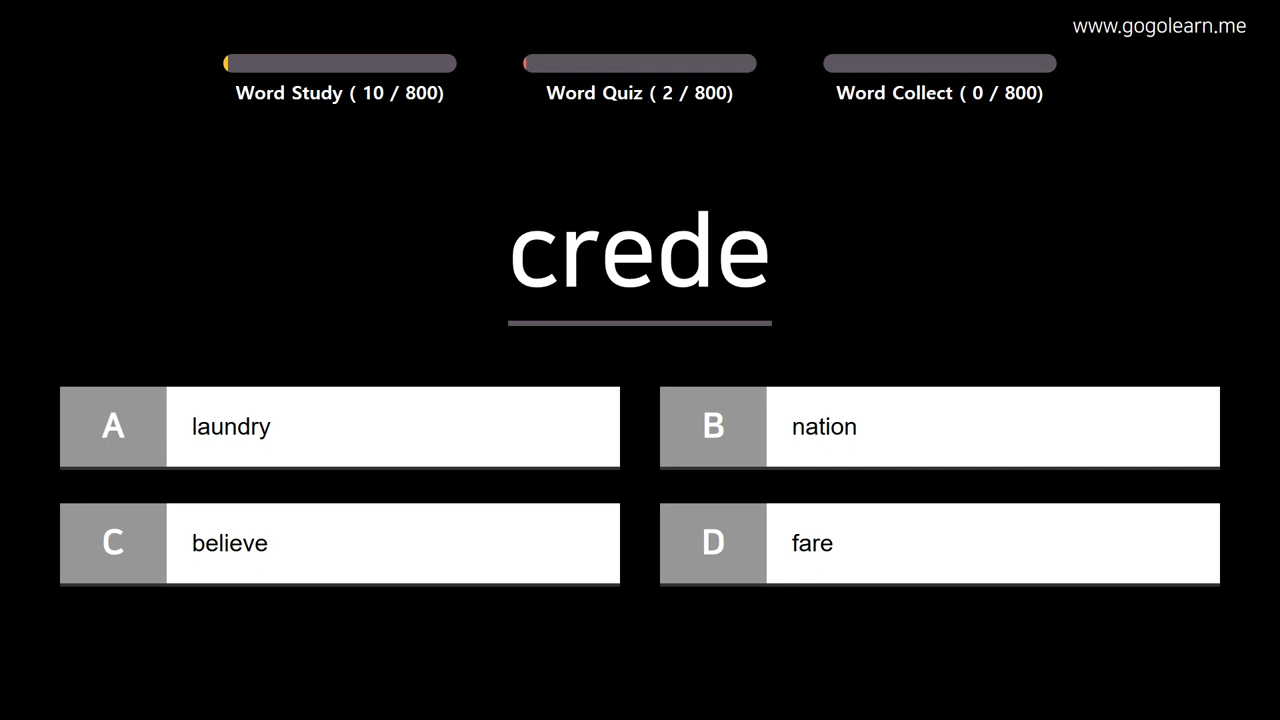 www.gogolearn.me
Word Study ( 10 / 800)
Word Quiz ( 2 / 800)
Word Collect ( 0 / 800)
crede
A laundry
B nation
C believe
D fare